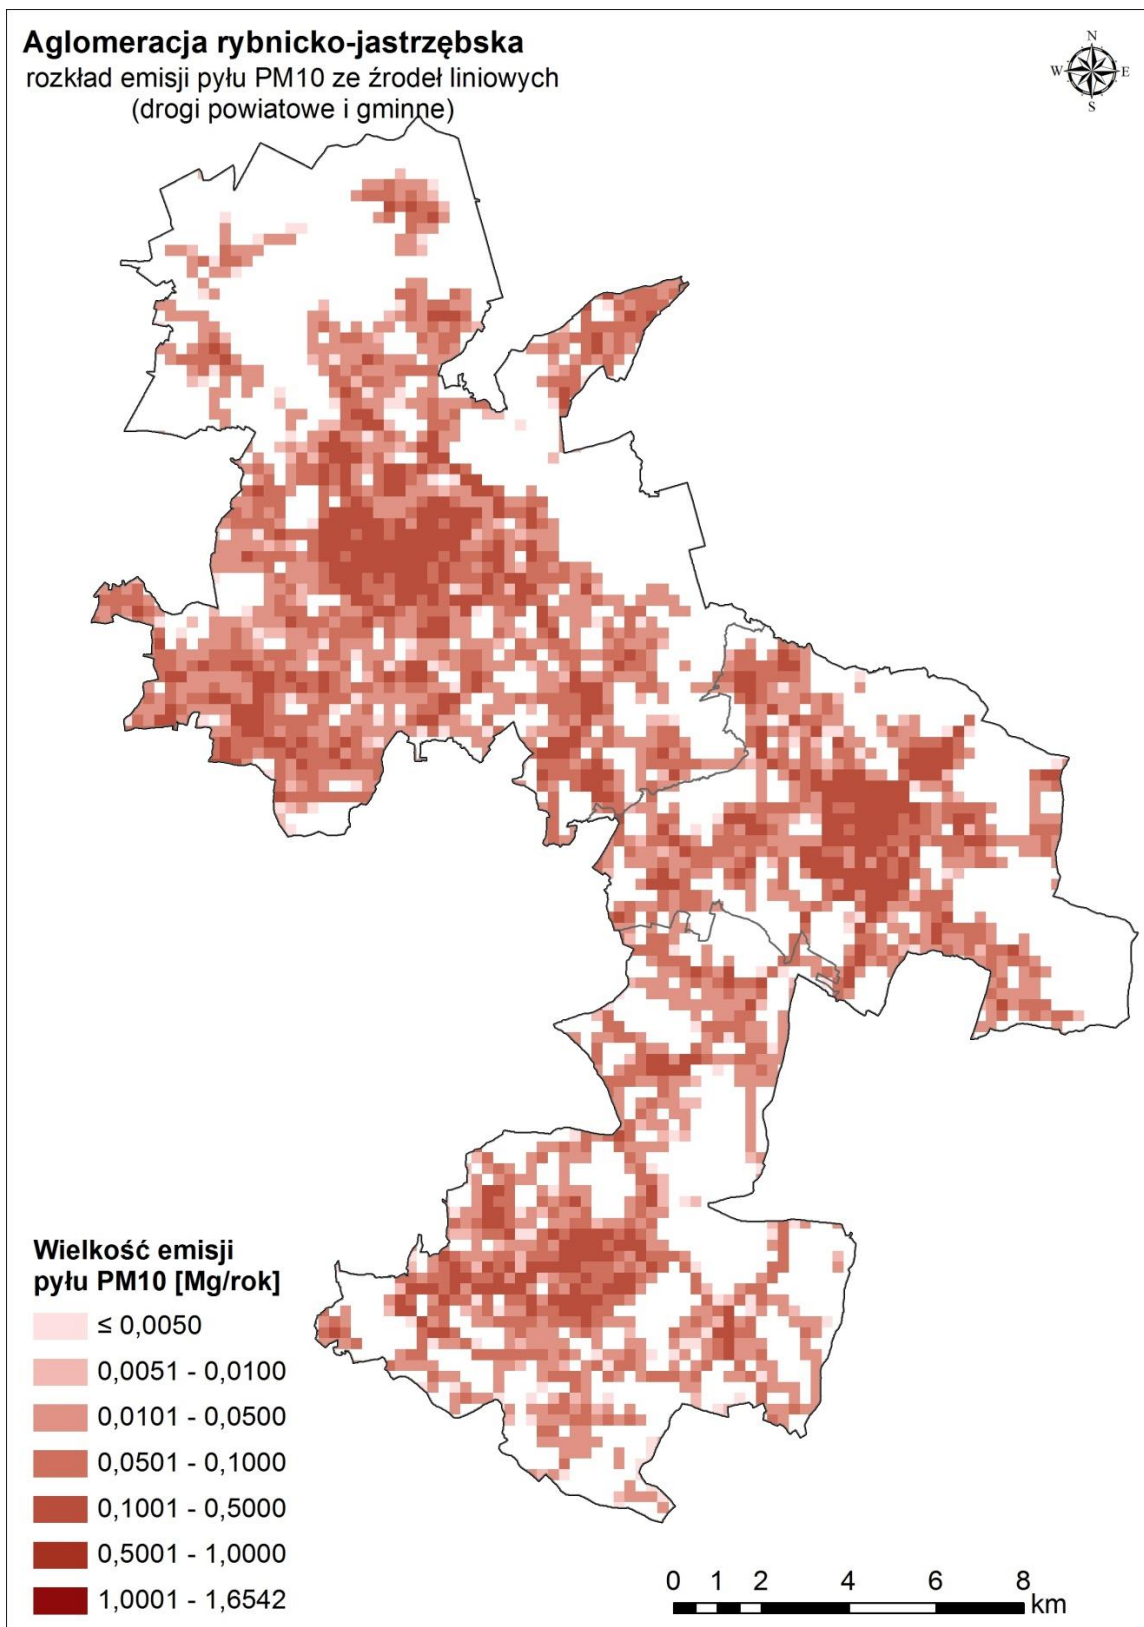 Aglomeracja rybnicko-jastrzębska
rozkład emisji pyłu PM10 ze źrodeł liniowych
(drogi powiatowe i gminne)
N
W E
S
Wielkość emisji
pyłu PM10 [Mg/rok]
≤ 0,0050
0,0051 - 0,0100
0,0101 - 0,0500
0,0501 - 0,1000
0,1001 - 0,5000
0,5001 - 1,0000
1,0001 - 1,6542
0 1 2 4 6 8
km